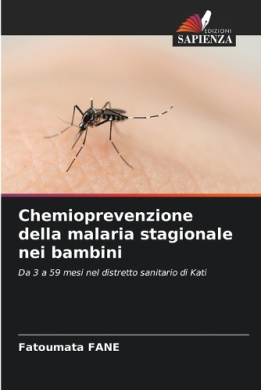 EDIZIONI
SAPIENZA
Chemioprevenzione
della malaria stagionale
nei bambini
Da 3 a 59 mesi nel distretto sanitario di Kati
Fatoumata FANE